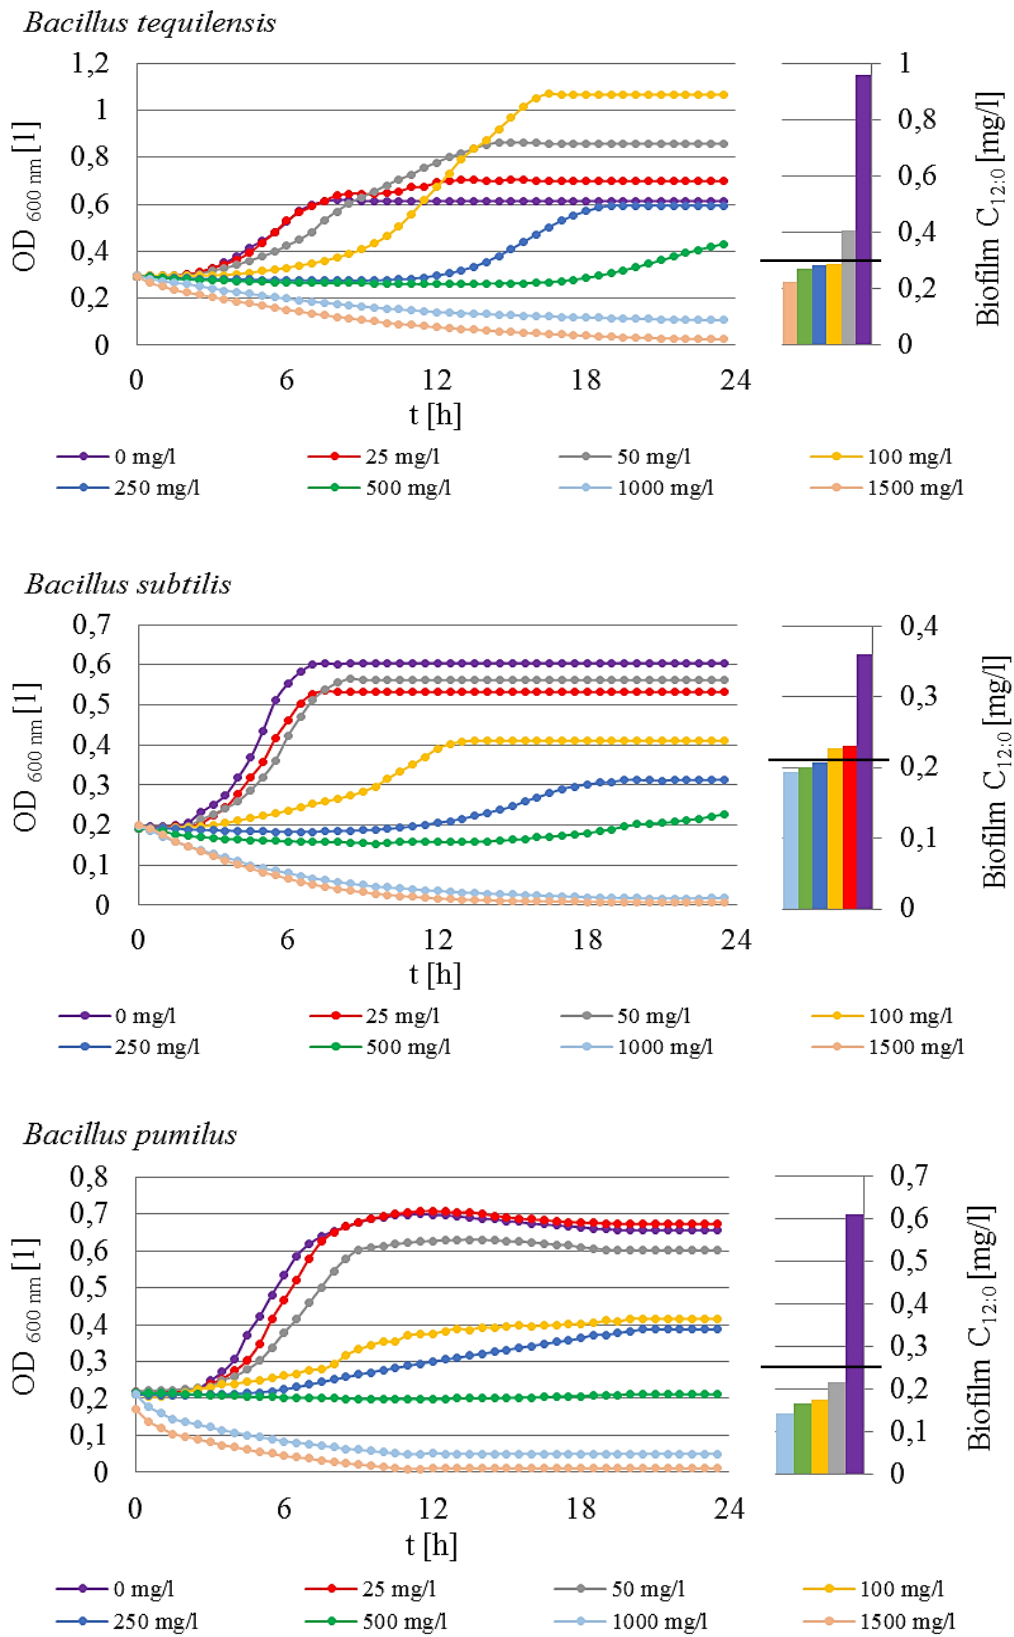 Bacillus tequilensis
OD 600 nm [1]
1,2
1
0,8
0,6
0,4
0,2
0
0 6 12 18 24
t [h]
1
0,8
0,6
0,4
0,2
0
Biofilm C12:0 [mg/l]
0 mg/l 25 mg/l 50 mg/l 100 mg/l
250 mg/l 500 mg/l 1000 mg/l 1500 mg/l
Bacillus subtilis
OD 600 nm [1]
0,7
0,6
0,5
0,4
0,3
0,2
0,1
0
0 6 12 18 24
t [h]
0,4
0,3
0,2
0,1
0
Biofilm C12:0 [mg/l]
0 mg/l 25 mg/l 50 mg/l 100 mg/l
250 mg/l 500 mg/l 1000 mg/l 1500 mg/l
Bacillus pumilus
OD 600 nm [1]
0,8
0,7
0,6
0,5
0,4
0,3
0,2
0,1
0
0 6 12 18 24
t [h]
0,7
0,6
0,5
0,4
0,3
0,2
0,1
0
Biofilm C12:0 [mg/l]
0 mg/l 25 mg/l 50 mg/l 100 mg/l
250 mg/l 500 mg/l 1000 mg/l 1500 mg/l